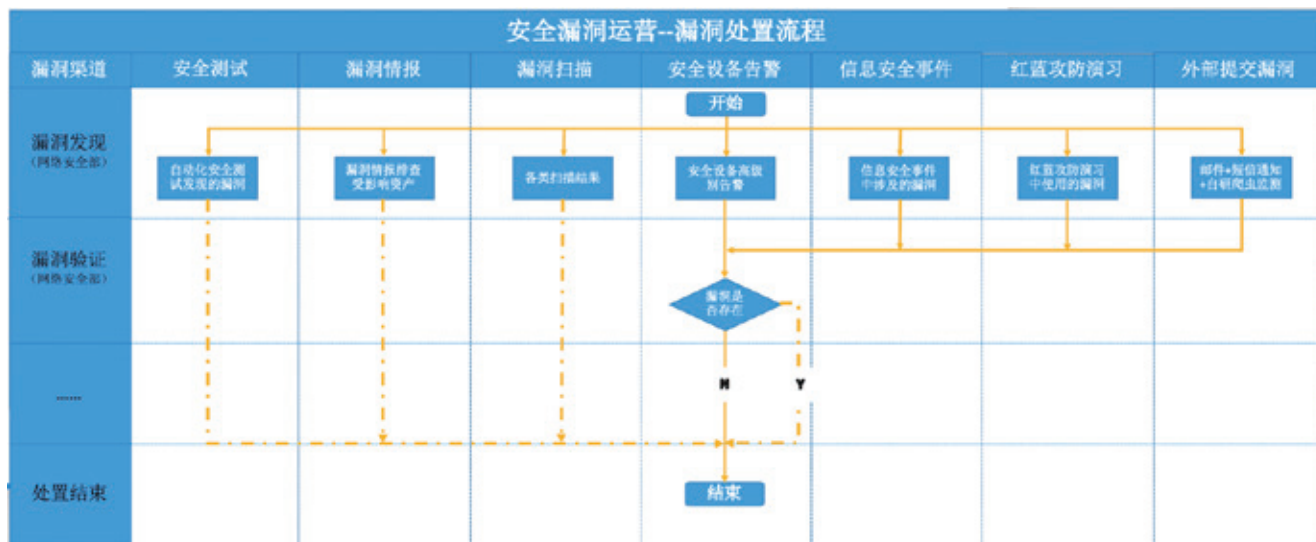 安全漏洞运营--漏洞处置流程
漏洞渠道
安全测试
漏洞情报
漏洞扫描
安全设备告警
信息安全事件
红蓝攻防演习
外部提交漏洞
开始
漏洞发现
(网络安全部)
自动化安全测
试发现的漏洞
漏洞情报排查
受影响资产
各类扫描结果
安全设备高级
别告警
信息安全事件
中涉及的漏洞
红蓝攻防演习
中使用的漏洞
邮件+短信通知
+自研爬虫监测
漏洞验证
(网络安全部)
漏洞是
否存在
......
N
Y
处置结束
结束